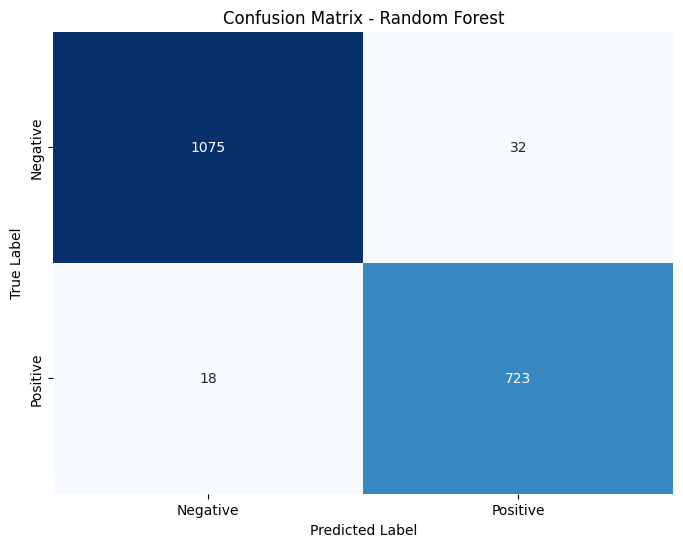 Confusion Matrix - Random Forest
True Label
Negative
1075
32
Positive
18
723
Negative
Positive
Predicted Label